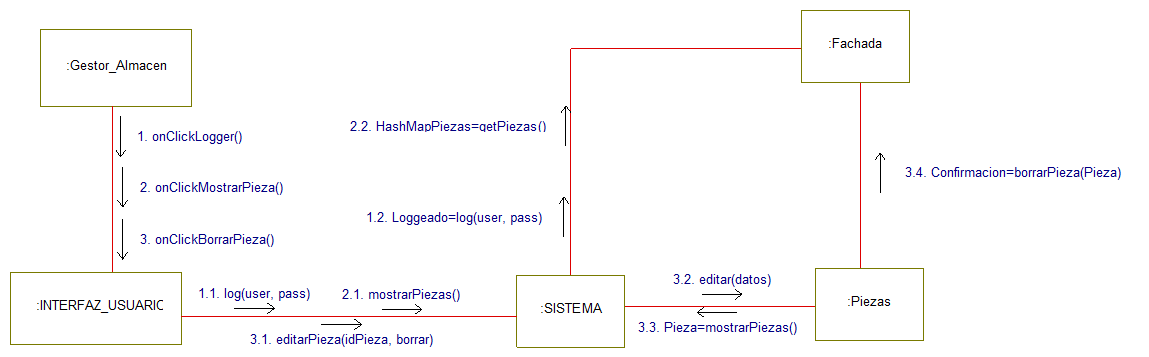 :Fachada
:Gestor_Almacen
2.2. HashMapPiezas=getPiezas()
1. onClickLogger()
3.4. Confirmacion=borrarPieza(Pieza)
2. onClickMostrarPieza()
1.2. Loggeado=log(user, pass)
3. onClickBorrarPieza()
3.2. editar(datos)
1.1. log(user, pass)
2.1. mostrarPiezas()
:INTERFAZ_USUARIO
:SISTEMA
:Piezas
3.3. Pieza=mostrarPiezas()
3.1. editarPieza(idPieza, borrar)